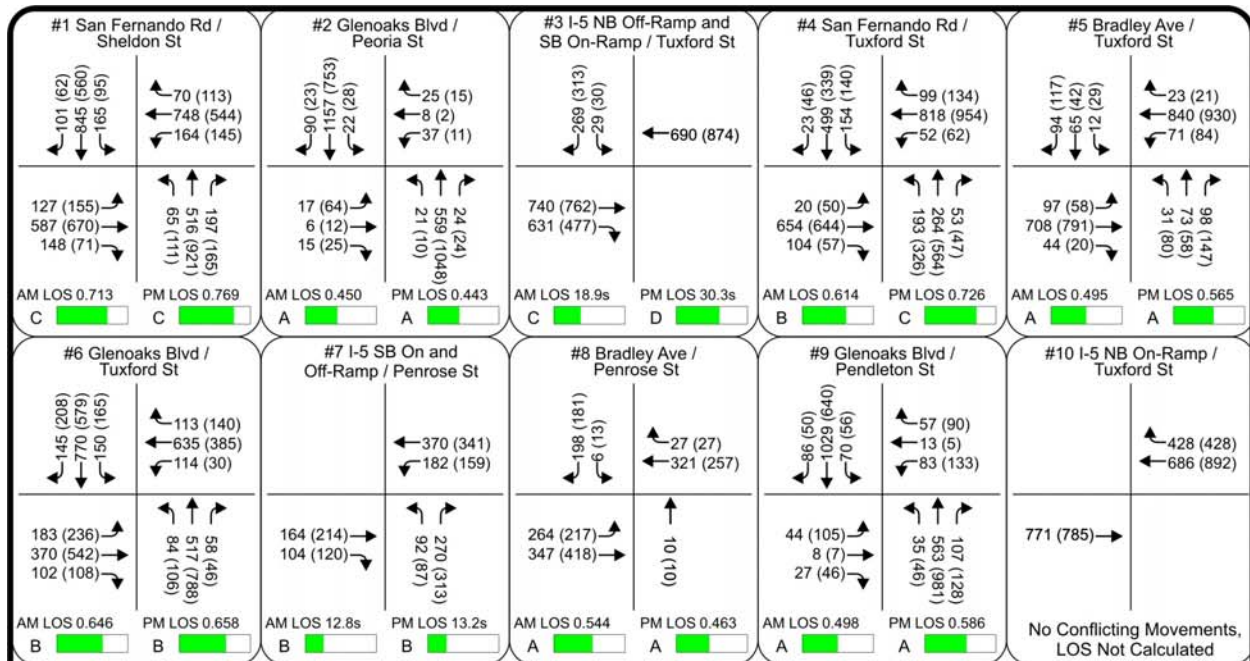 #1 San Fernando Rd /
Sheldon St
101 (62)
845 (560)
165 (95)
70 (113)
748 (544)
164 (145)
127 (155)
587 (670)
148 (71)
65 (111)
516 (921)
197 (165)
AM LOS 0.713
PM LOS 0.769
C
C
#2 Glenoaks Blvd /
Peoria St
90 (23)
1157 (753)
22 (28)
25 (15)
8 (2)
37 (11)
17 (64)
6 (12)
15 (25)
21 (10)
559 (1048)
24 (24)
AM LOS 0.450
PM LOS 0.443
A
A
#3 I-5 NB Off-Ramp and
SB On-Ramp / Tuxford St
269 (313)
29 (30)
690 (874)
740 (762)
631 (477)
AM LOS 18.9s
PM LOS 30.3s
C
D
#4 San Fernando Rd /
Tuxford St
23 (46)
499 (339)
154 (140)
99 (134)
818 (954)
52 (62)
20 (50)
654 (644)
104 (57)
193 (326)
264 (564)
53 (47)
AM LOS 0.614
PM LOS 0.726
B
C
#5 Bradley Ave /
Tuxford St
94 (117)
65 (42)
12 (29)
23 (21)
840 (930)
71 (84)
97 (58)
708 (791)
44 (20)
31 (80)
73 (58)
98 (147)
AM LOS 0.495
PM LOS 0.565
A
A
#6 Glenoaks Blvd /
Tuxford St
145 (208)
770 (579)
150 (165)
113 (140)
635 (385)
114 (30)
183 (236)
370 (542)
102 (108)
84 (106)
517 (788)
58 (46)
AM LOS 0.646
PM LOS 0.658
B
B
#7 I-5 SB On and
Off-Ramp / Penrose St
370 (341)
182 (159)
164 (214)
104 (120)
92 (87)
270 (313)
AM LOS 12.8s
PM LOS 13.2s
B
B
#8 Bradley Ave /
Penrose St
198 (181)
6 (13)
27 (27)
321 (257)
264 (217)
347 (418)
10 (10)
AM LOS 0.544
PM LOS 0.463
A
A
#9 Glenoaks Blvd /
Pendleton St
86 (50)
1029 (640)
70 (56)
57 (90)
13 (5)
83 (133)
44 (105)
8 (7)
27 (46)
35 (46)
563 (981)
107 (128)
AM LOS 0.498
PM LOS 0.586
A
A
#10 I-5 NB On-Ramp /
Tuxford St
428 (428)
686 (892)
771 (785)
No Conflicting Movements,
LOS Not Calculated